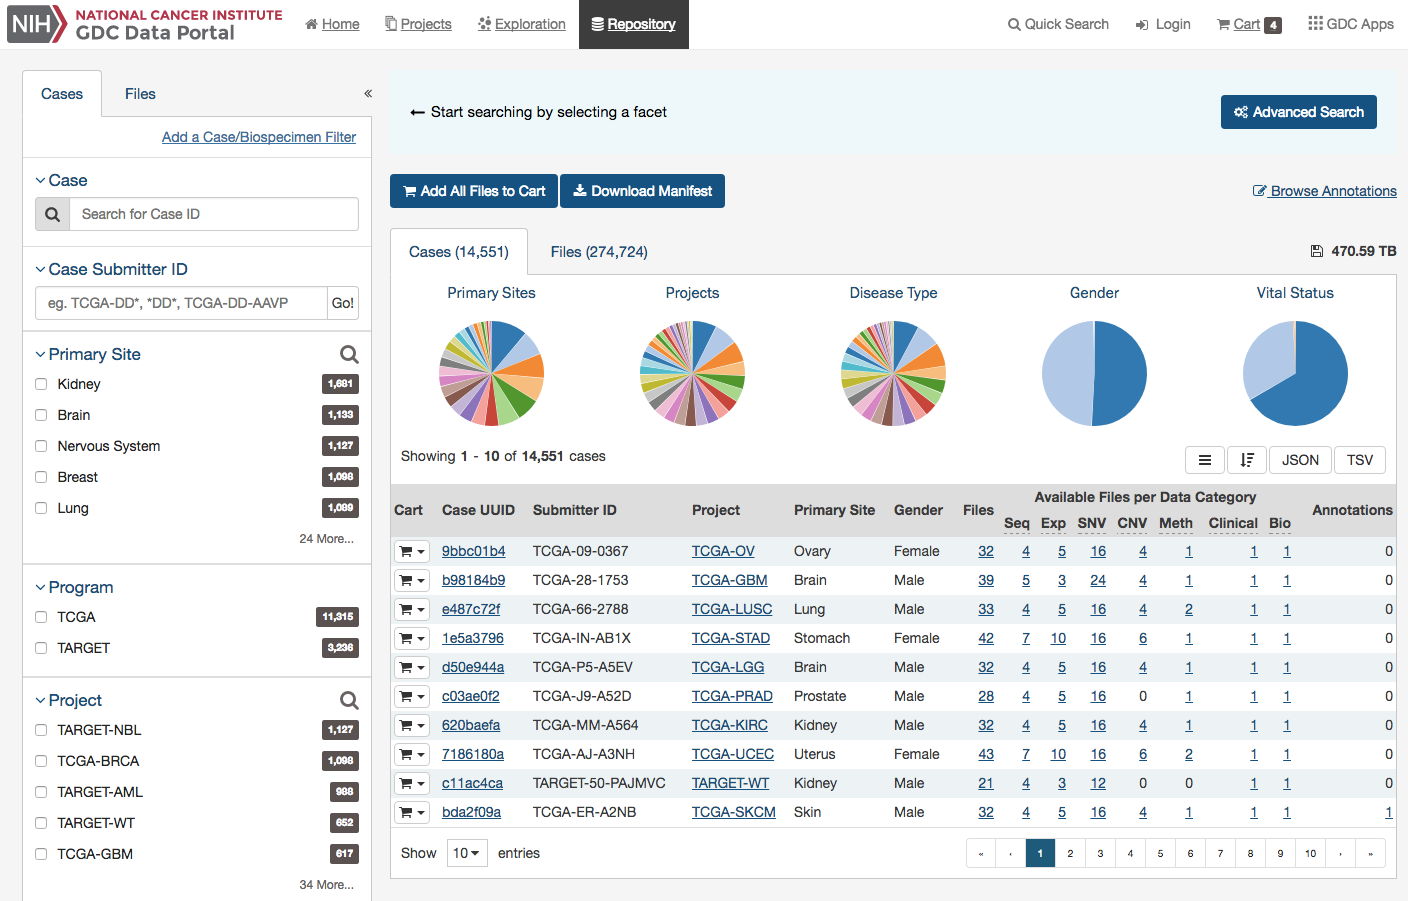 NIH NATIONAL CANCER INSTITUTE
GDC Data Portal
Home Projects Exploration Repository Quick Search Login Cart 4 GDC Apps
Cases Files «
Add a Case/Biospecimen Filter
Case
Search for Case ID
Case Submitter ID
eg. TCGA-DD*, *DD*, TCGA-DD-AAVP Go!
Primary Site
Kidney 1,681
Brain 1,133
Nervous System 1,127
Breast 1,098
Lung 1,089
24 More...
Program
TCGA 11,315
TARGET 3,236
Project
TARGET-NBL 1,127
TCGA-BRCA 1,098
TARGET-AML 988
TARGET-WT 652
TCGA-GBM 617
34 More...
Start searching by selecting a facet
Advanced Search
Add All Files to Cart Download Manifest Browse Annotations
Cases (14,551) Files (274,724) 470.59 TB
Primary Sites Projects Disease Type Gender Vital Status
Showing 1 - 10 of 14,551 cases JSON TSV
Cart Case UUID Submitter ID Project Primary Site Gender Files Available Files per Data Category Annotations
Seq Exp SNV CNV Meth Clinical Bio
9bbc01b4 TCGA-09-0367 TCGA-OV Ovary Female 32 4 5 16 4 1 1 1 0
b98184b9 TCGA-28-1753 TCGA-GBM Brain Male 39 5 3 24 4 1 1 1 0
e487c72f TCGA-66-2788 TCGA-LUSC Lung Male 33 4 5 16 4 2 1 1 0
1e5a3796 TCGA-IN-AB1X TCGA-STAD Stomach Female 42 7 10 16 6 1 1 1 0
d50e944a TCGA-P5-A5EV TCGA-LGG Brain Male 32 4 5 16 4 1 1 1 0
c03ae0f2 TCGA-J9-A52D TCGA-PRAD Prostate Male 28 4 5 16 0 1 1 1 0
620baefa TCGA-MM-A564 TCGA-KIRC Kidney Male 32 4 5 16 4 1 1 1 0
7186180a TCGA-AJ-A3NH TCGA-UCEC Uterus Female 43 7 10 16 6 2 1 1 0
c11ac4ca TARGET-50-PAJMVC TARGET-WT Kidney Male 21 4 3 12 0 0 1 1 0
bda2f09a TCGA-ER-A2NB TCGA-SKCM Skin Male 32 4 5 16 4 1 1 1 1
Show 10 entries « ‹ 1 2 3 4 5 6 7 8 9 10 › »